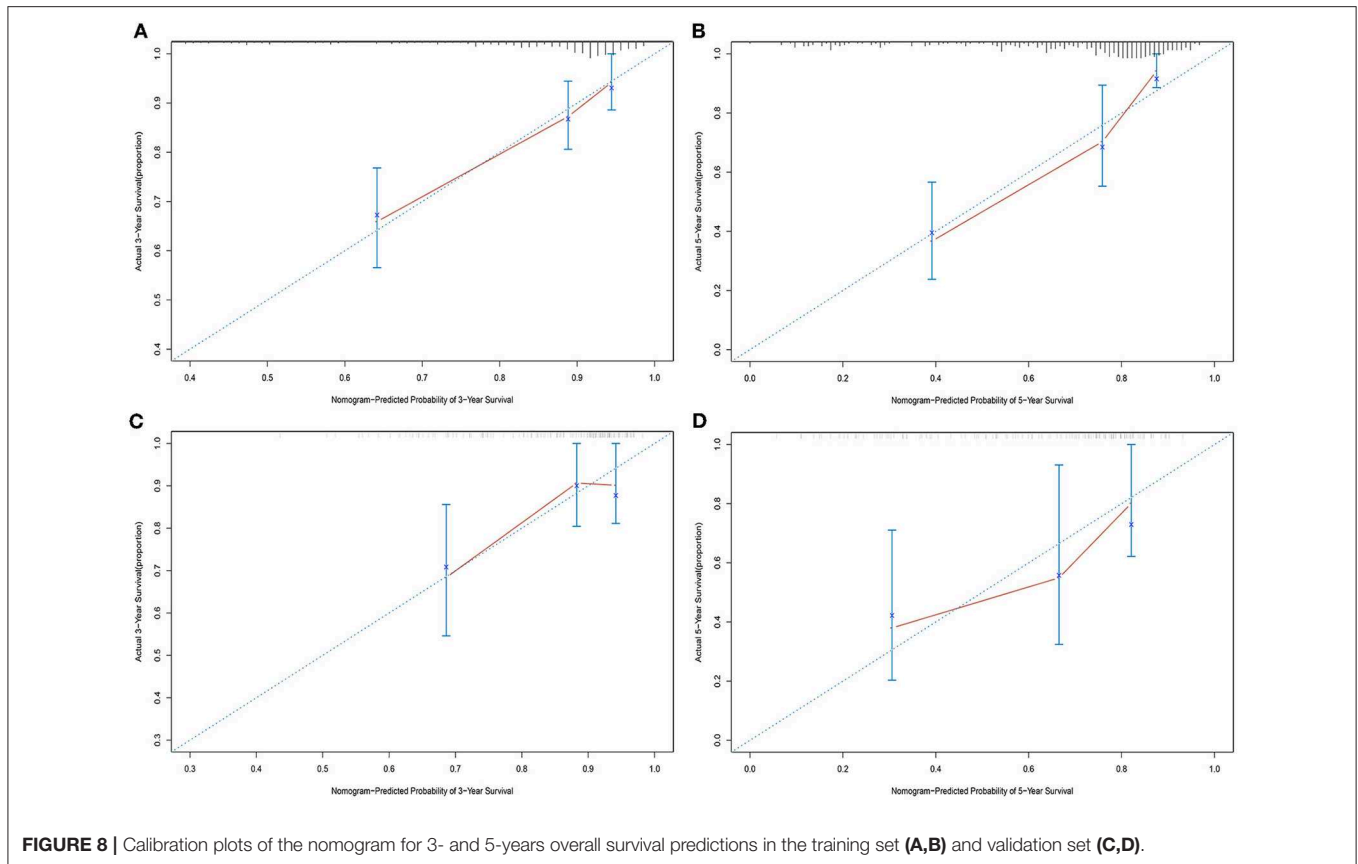 A
Actual 3-Year Survival(proportion)
1.0
0.9
0.8
0.7
0.6
0.5
0.4
0.4 0.5 0.6 0.7 0.8 0.9 1.0
Nomogram-Predicted Probability of 3-Year Survival
B
Actual 5-Year Survival(proportion)
1.0
0.8
0.6
0.4
0.2
0.0
0.0 0.2 0.4 0.6 0.8 1.0
Nomogram-Predicted Probability of 5-Year Survival
C
Actual 3-Year Survival(proportion)
1.0
0.9
0.8
0.7
0.6
0.5
0.4
0.3
0.3 0.4 0.5 0.6 0.7 0.8 0.9 1.0
Nomogram-Predicted Probability of 3-Year Survival
D
Actual 5-Year Survival(proportion)
1.0
0.8
0.6
0.4
0.2
0.0
0.0 0.2 0.4 0.6 0.8 1.0
Nomogram-Predicted Probability of 5-Year Survival
FIGURE 8 | Calibration plots of the nomogram for 3- and 5-years overall survival predictions in the training set (A,B) and validation set (C,D).